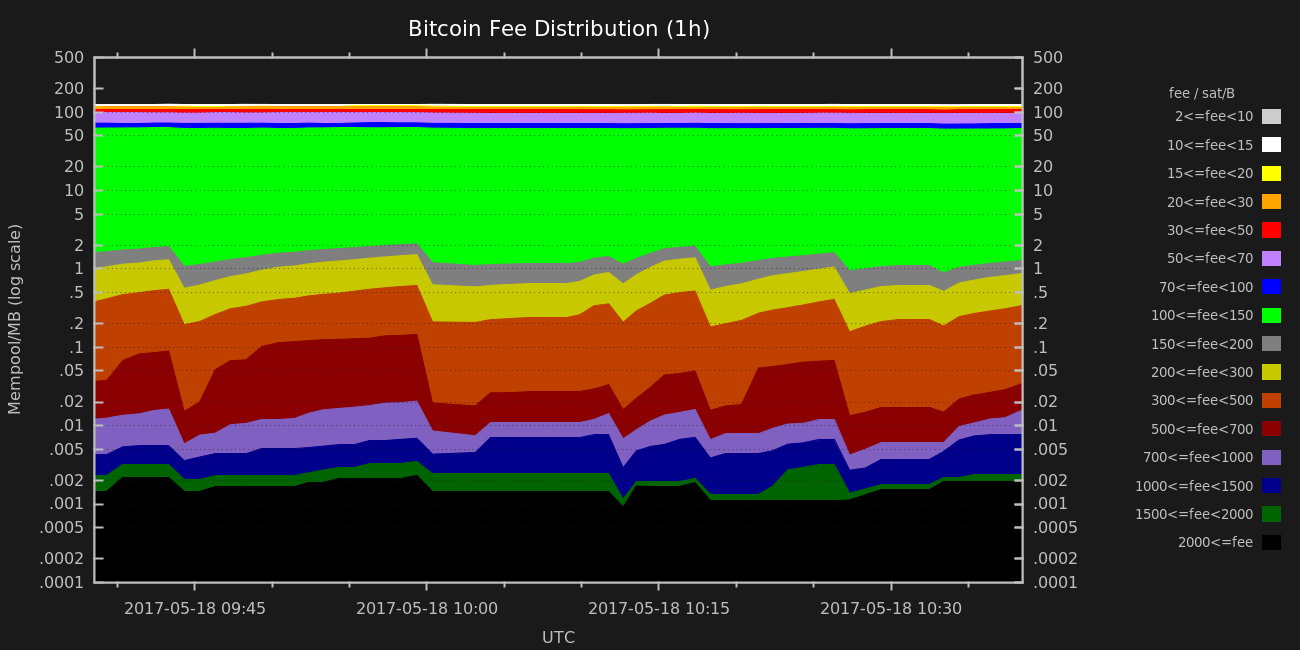 Bitcoin Fee Distribution (1h)
500
200
100
50
20
10
5
2
1
.5
.2
.1
.05
.02
.01
.005
.002
.001
.0005
.0002
.0001
Mempool/MB (log scale)
500
200
100
50
20
10
5
2
1
.5
.2
.1
.05
.02
.01
.005
.002
.001
.0005
.0002
.0001
2017-05-18 09:45 2017-05-18 10:00 2017-05-18 10:15 2017-05-18 10:30
UTC
fee / sat/B
2<=fee<10
10<=fee<15
15<=fee<20
20<=fee<30
30<=fee<50
50<=fee<70
70<=fee<100
100<=fee<150
150<=fee<200
200<=fee<300
300<=fee<500
500<=fee<700
700<=fee<1000
1000<=fee<1500
1500<=fee<2000
2000<=fee